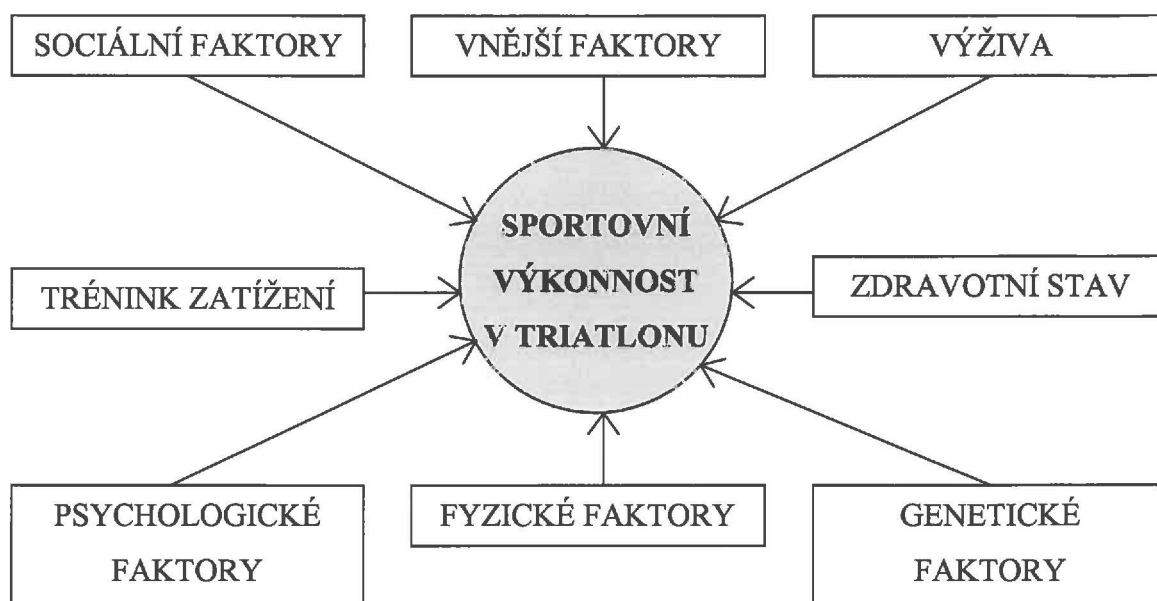 SOCIÁLNÍ FAKTORY
VNĚJŠÍ FAKTORY
VÝŽIVA
SPORTOVNÍ
VÝKONNOST
V TRIATLONU
TRÉNINK ZATÍŽENÍ
ZDRAVOTNÍ STAV
PSYCHOLOGICKÉ
FAKTORY
FYZICKÉ FAKTORY
GENETICKÉ
FAKTORY